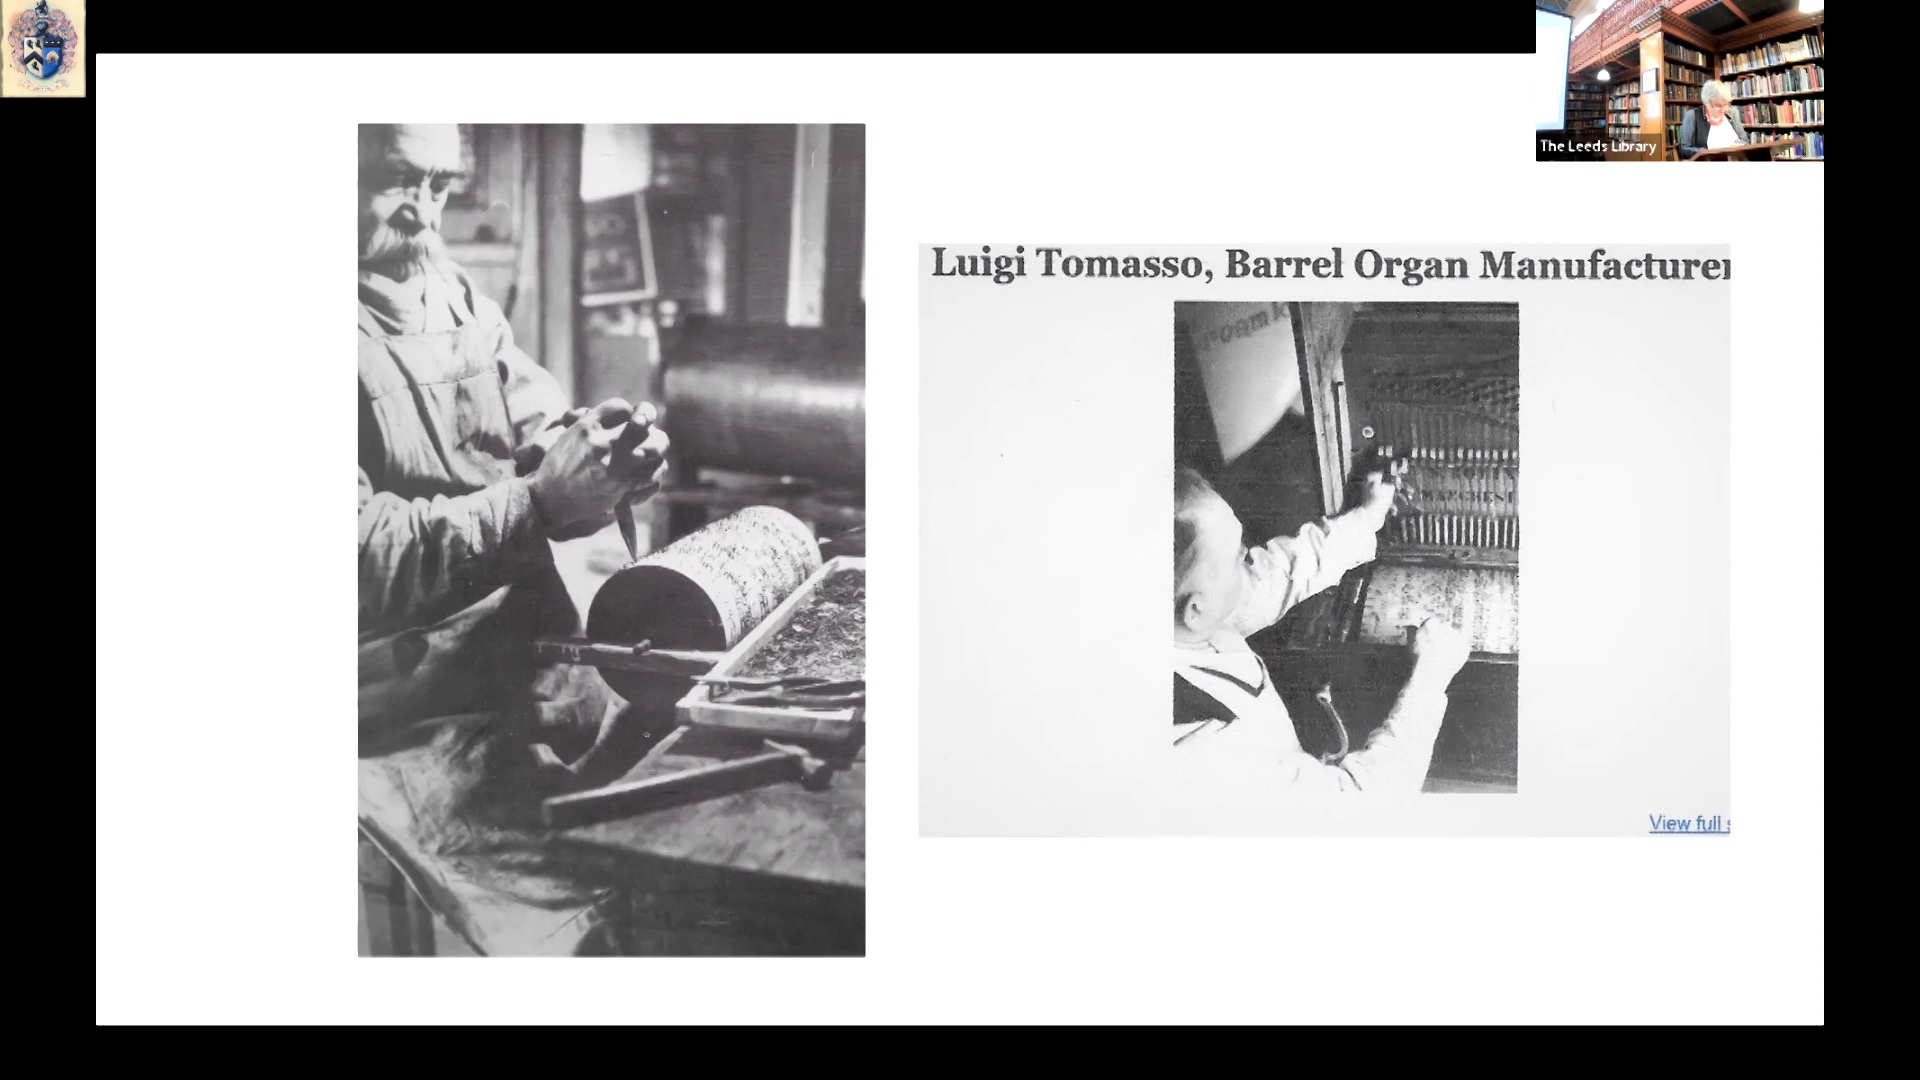 The Leeds Library
Luigi Tomasso, Barrel Organ Manufacturer
View full